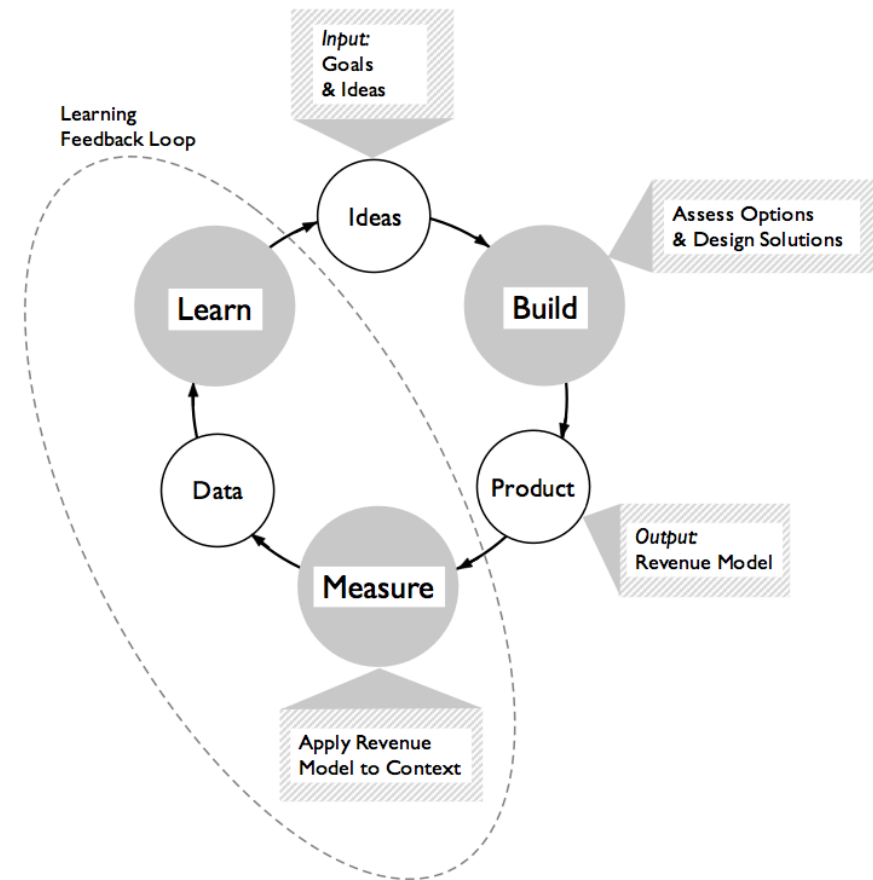 Input:
Goals
& Ideas
Learning
Feedback Loop
Ideas
Assess Options
& Design Solutions
Learn
Build
Data
Product
Output:
Revenue Model
Measure
Apply Revenue
Model to Context